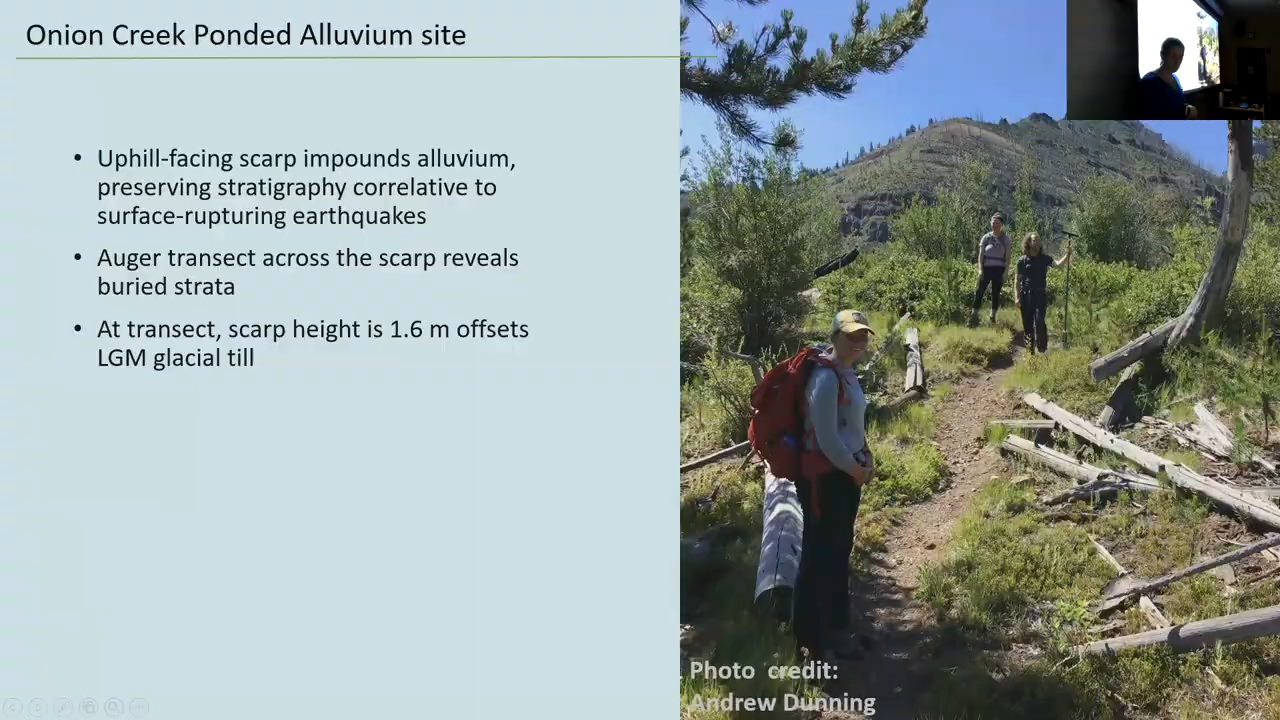 Onion Creek Ponded Alluvium site
• Uphill-facing scarp impounds alluvium,
preserving stratigraphy correlative to
surface-rupturing earthquakes
• Auger transect across the scarp reveals
buried strata
• At transect, scarp height is 1.6 m offsets
LGM glacial till
Photo credit:
Andrew Dunning